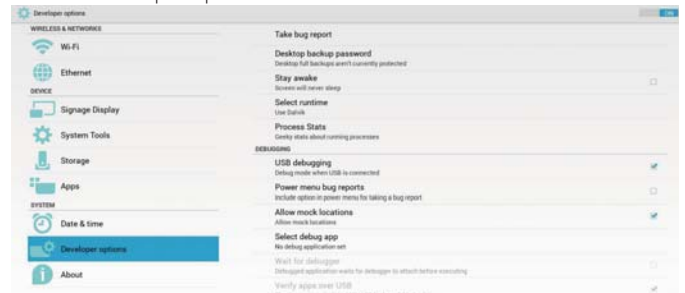 Developer options
ON
WIRELESS & NETWORKS
Wi-Fi
Ethernet
DEVICE
Signage Display
System Tools
Storage
Apps
SYSTEM
Date & time
Developer options
About
Take bug report
Desktop backup password
Desktop full backups aren't currently protected
Stay awake
Screen will never sleep
Select runtime
Use Dalvik
Process Stats
Geeky stats about running processes
DEBUGGING
USB debugging
Debug mode when USB is connected
Power menu bug reports
Include option in power menu for taking a bug report
Allow mock locations
Allow mock locations
Select debug app
No debug application set
Wait for debugger
Debugged application waits for debugger to attach before executing
Verify apps over USB